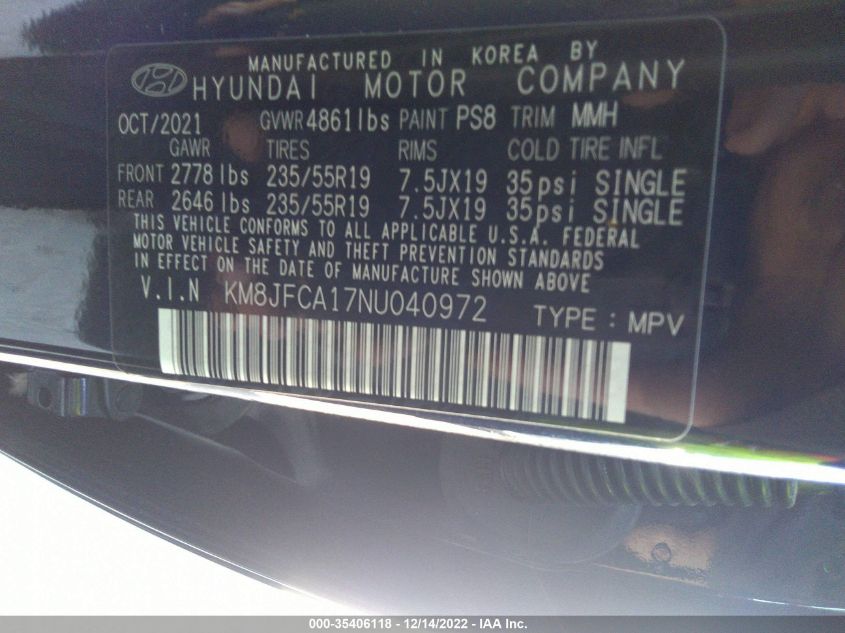 MANUFACTURED IN KOREA BY
HYUNDAI MOTOR COMPANY
OCT/2021 GVWR 4861lbs PAINT PS8 TRIM MMH
GAWR TIRES RIMS COLD TIRE INFL
FRONT 2778 lbs 235/55R19 7.5JX19 35psi SINGLE
REAR 2646 lbs 235/55R19 7.5JX19 35psi SINGLE
THIS VEHICLE CONFORMS TO ALL APPLICABLE U.S.A. FEDERAL
MOTOR VEHICLE SAFETY AND THEFT PREVENTION STANDARDS
IN EFFECT ON THE DATE OF MANUFACTURE SHOWN ABOVE
V.I.N KM8JFCA17NU040972 TYPE : MPV
000-35406118 - 12/14/2022 - IAA Inc.